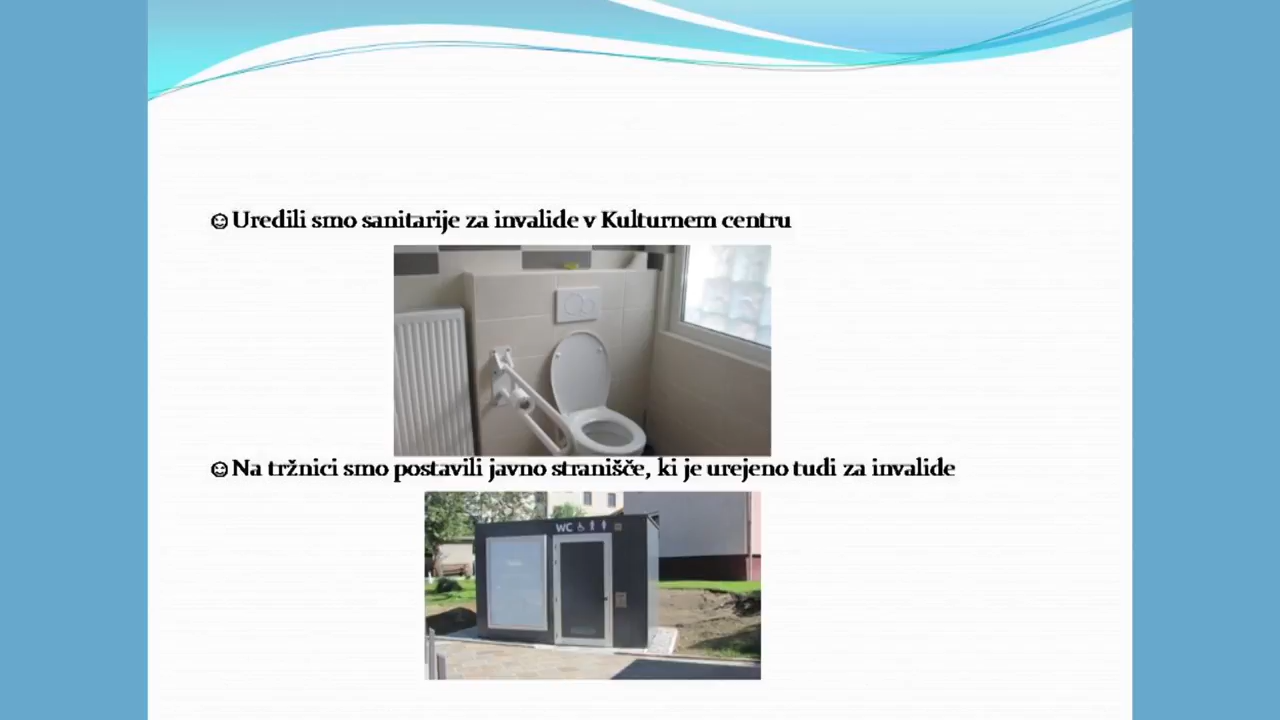 ☺Uredili smo sanitarije za invalide v Kulturnem centru
☺Na tržnici smo postavili javno stranišče, ki je urejeno tudi za invalide
WC